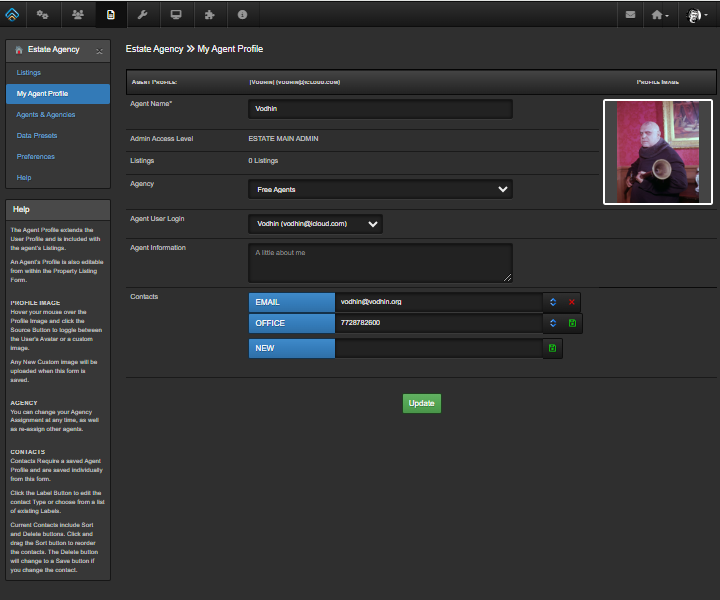 Estate Agency
Listings
My Agent Profile
Agents & Agencies
Data Presets
Preferences
Help
Help
The Agent Profile extends the
User Profile and is included with
the agent's Listings.
An Agent's Profile is also editable
from within the Property Listing
Form.
PROFILE IMAGE
Hover your mouse over the
Profile Image and click the
Source Button to toggle between
the User's Avatar or a custom
image.
Any New Custom image will be
uploaded when this form is
saved.
AGENCY
You can change your Agency
Assignment at any time, as well
as re-assign other agents.
CONTACTS
Contacts Require a saved Agent
Profile and are saved individually
from this form.
Click the Label Button to edit the
contact Type or choose from a list
of existing Labels.
Current Contacts include Sort
and Delete buttons. Click and
drag the Sort button to reorder
the contacts. The Delete button
will change to a Save button if
you change the contact.
Estate Agency » My Agent Profile
Agent Profile: [Vodhin] (vodhin@icloud.com) Profile Image
Agent Name* Vodhin
Admin Access Level ESTATE MAIN ADMIN
Listings 0 Listings
Agency Free Agents
Agent User Login Vodhin (vodhin@icloud.com)
Agent Information A little about me
Contacts EMAIL vodhin@vodhin.org
OFFICE 7728782600
NEW
Update